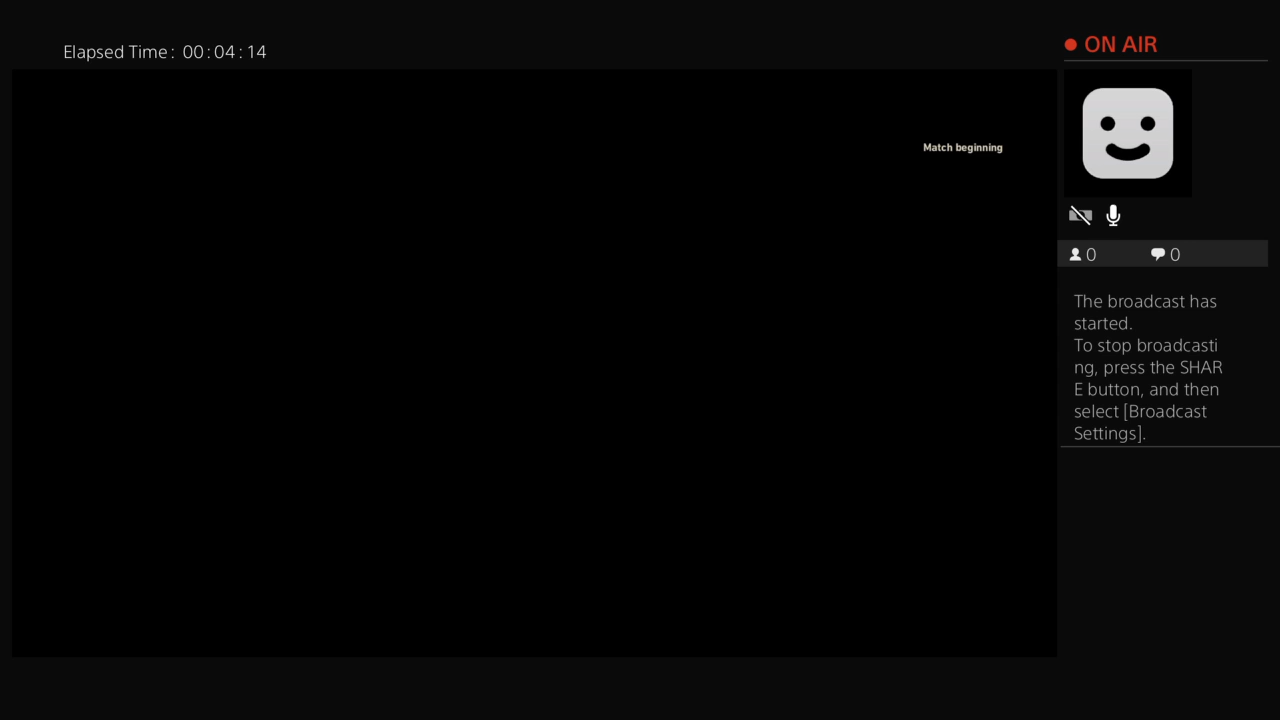 Elapsed Time: 00:04:14
ON AIR
Match beginning
0 0
The broadcast has
started.
To stop broadcasti
ng, press the SHAR
E button, and then
select [Broadcast
Settings].